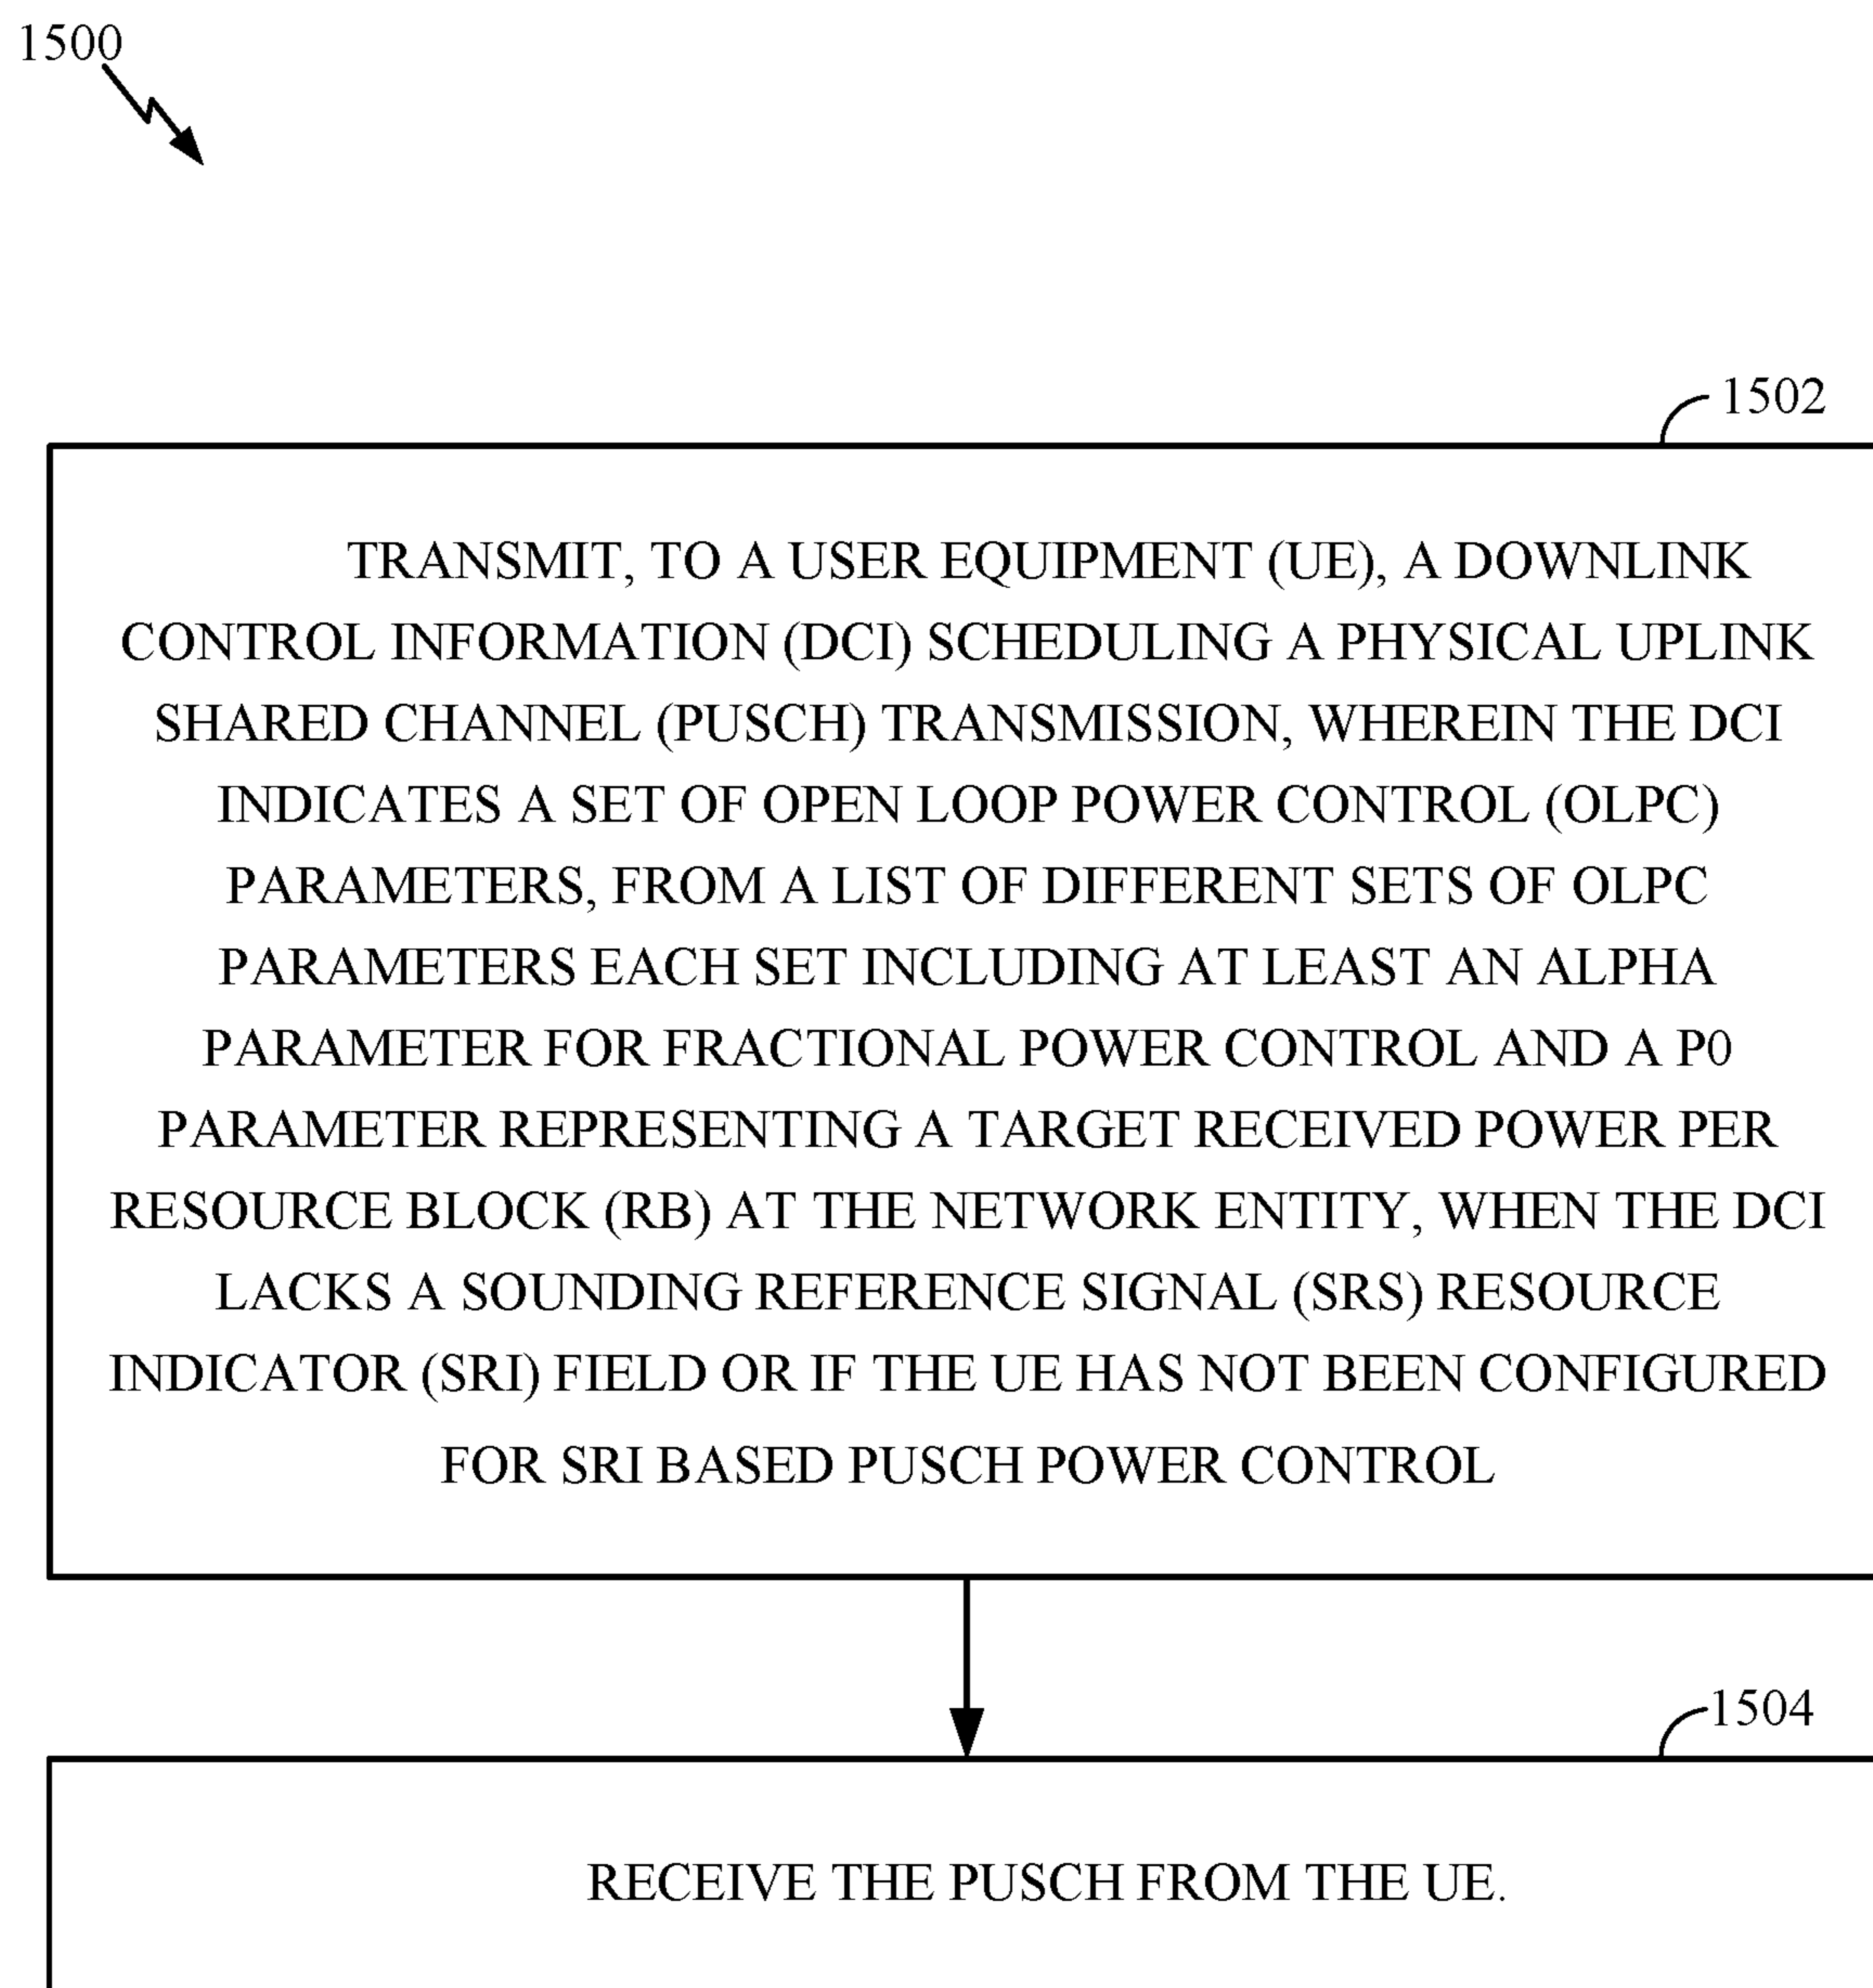 1500
1502
TRANSMIT, TO A USER EQUIPMENT (UE), A DOWNLINK
CONTROL INFORMATION (DCI) SCHEDULING A PHYSICAL UPLINK
SHARED CHANNEL (PUSCH) TRANSMISSION, WHEREIN THE DCI
INDICATES A SET OF OPEN LOOP POWER CONTROL (OLPC)
PARAMETERS, FROM A LIST OF DIFFERENT SETS OF OLPC
PARAMETERS EACH SET INCLUDING AT LEAST AN ALPHA
PARAMETER FOR FRACTIONAL POWER CONTROL AND A P0
PARAMETER REPRESENTING A TARGET RECEIVED POWER PER
RESOURCE BLOCK (RB) AT THE NETWORK ENTITY, WHEN THE DCI
LACKS A SOUNDING REFERENCE SIGNAL (SRS) RESOURCE
INDICATOR (SRI) FIELD OR IF THE UE HAS NOT BEEN CONFIGURED
FOR SRI BASED PUSCH POWER CONTROL
1504
RECEIVE THE PUSCH FROM THE UE.